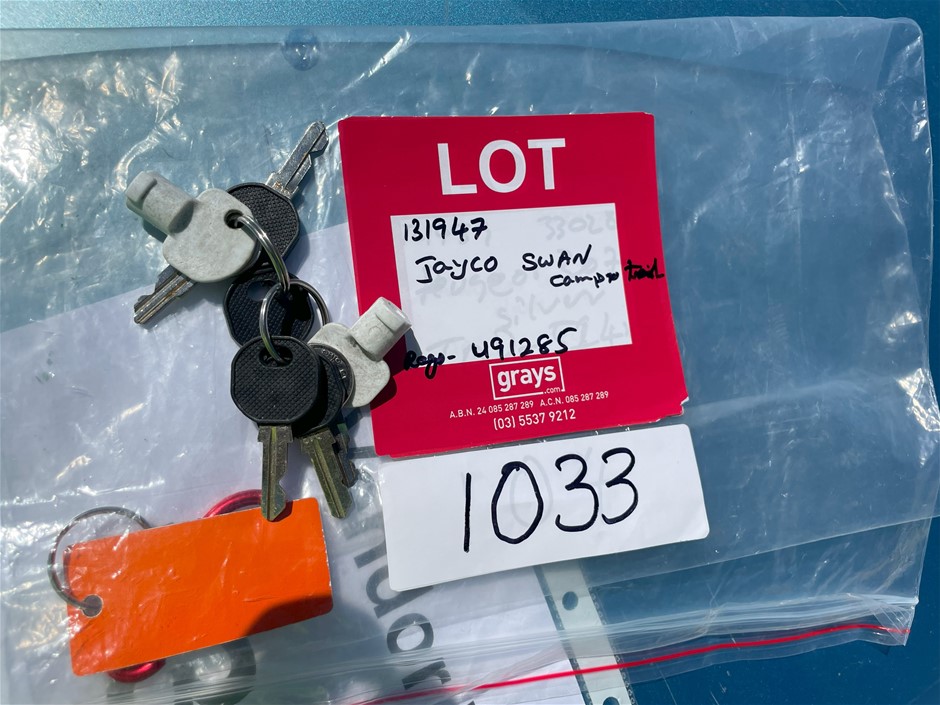 LOT
131947
Jayco SWAN
Camper trail
Rego- U91285
grays
.com
A.B.N. 24 085 287 289 A.C.N. 085 287 289
(03) 5537 9212
1033